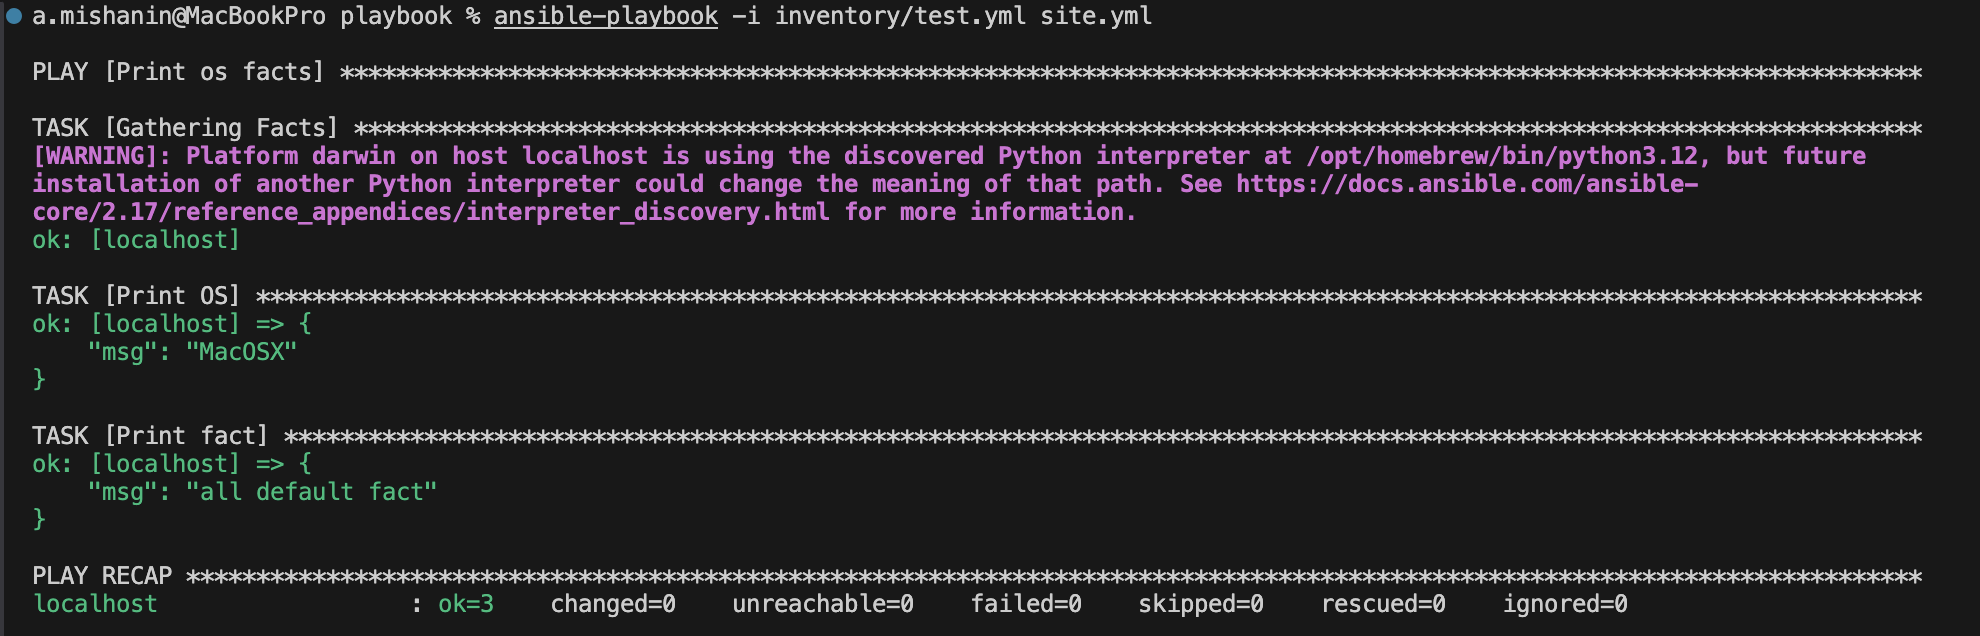 a.mishanin@MacBookPro playbook % ansible-playbook -i inventory/test.yml site.yml
PLAY [Print os facts] *****************************************************************************************************************
TASK [Gathering Facts] ****************************************************************************************************************
[WARNING]: Platform darwin on host localhost is using the discovered Python interpreter at /opt/homebrew/bin/python3.12, but future
installation of another Python interpreter could change the meaning of that path. See https://docs.ansible.com/ansible-
core/2.17/reference_appendices/interpreter_discovery.html for more information.
ok: [localhost]
TASK [Print OS] ***********************************************************************************************************************
ok: [localhost] => {
    "msg": "MacOSX"
}
TASK [Print fact] *********************************************************************************************************************
ok: [localhost] => {
    "msg": "all default fact"
}
PLAY RECAP ****************************************************************************************************************************
localhost                  : ok=3    changed=0    unreachable=0    failed=0    skipped=0    rescued=0    ignored=0